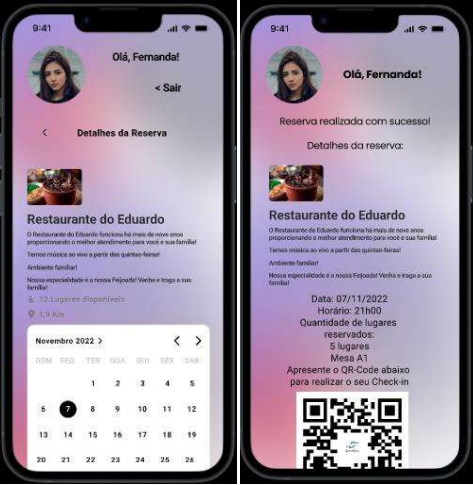 9:41
Olá, Fernanda!
< Sair
< Detalhes da Reserva
Restaurante do Eduardo
O Restaurante do Eduardo funciona há mais de nove anos
proporcionando o melhor atendimento para você e sua família!
Temos música ao vivo a partir das quintas-feiras!
Ambiente familiar!
Nossa especialidade é a nossa Feijoada! Venha e traga a sua
família!
12 Lugares disponíveis
1,9 Km
Novembro 2022 > < >
DOM SEG TER QUA QUI SEX SAB
1 2 3 4 5
6 7 8 9 10 11 12
13 14 15 16 17 18 19
20 21 22 23 24 25 26
9:41
Olá, Fernanda!
Reserva realizada com sucesso!
Detalhes da reserva:
Restaurante do Eduardo
O Restaurante do Eduardo funciona há mais de nove anos
proporcionando o melhor atendimento para você e sua família!
Temos música ao vivo a partir das quintas-feiras!
Ambiente familiar!
Nossa especialidade é a nossa Feijoada! Venha e traga a sua
família!
Data: 07/11/2022
Horário: 21h00
Quantidade de lugares
reservados:
5 lugares
Mesa A1
Apresente o QR-Code abaixo
para realizar o seu Check-in